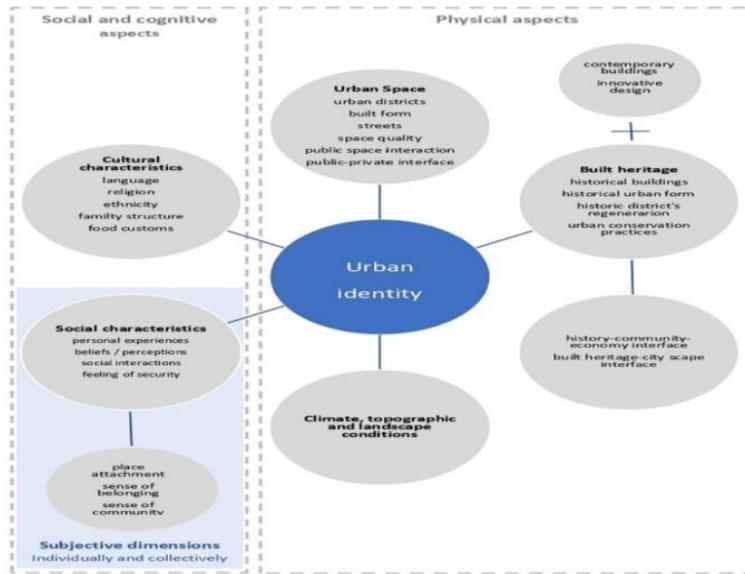 Social and cognitive
aspects
Physical aspects
Urban Space
urban districts
built form
streets
space quality
public space interaction
public-private interface
contemporary
buildings
innovative
design
Cultural
characteristics
language
religion
ethnicity
familty structure
food customs
Built heritage
historical buildings
historical urban form
historic district's
regenerarion
urban conservation
practices
Urban
identity
Social characteristics
personal experiences
beliefs / perceptions
social interactions
feeling of security
history-community-
economy interface
built heritage-city scape
interface
Climate, topographic
and landscape
conditions
place
attachment
sense of
belonging
sense of
community
Subjective dimensions
Individually and collectively